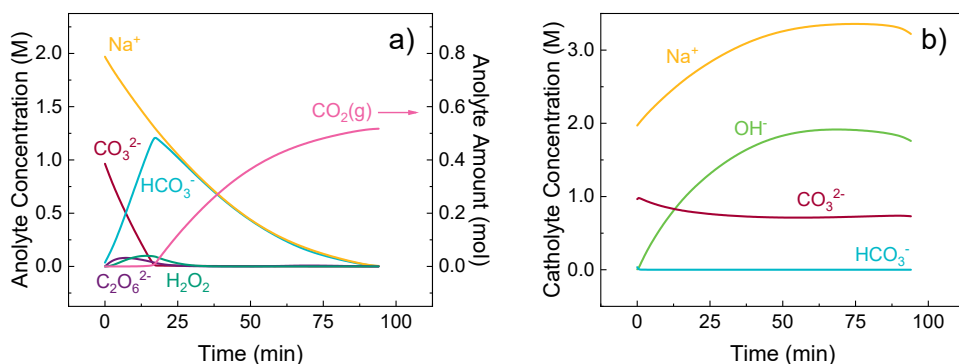 a)
Na⁺
CO₂(g)
CO₃²⁻
HCO₃⁻
C₂O₆²⁻
H₂O₂
2.0
1.5
1.0
0.5
0.0
0.8
0.6
0.4
0.2
0.0
0
25
50
75
100
Anolyte Concentration (M)
Anolyte Amount (mol)
Time (min)
b)
Na⁺
OH⁻
CO₃²⁻
HCO₃⁻
3.0
2.0
1.0
0.0
0
25
50
75
100
Catholyte Concentration (M)
Time (min)